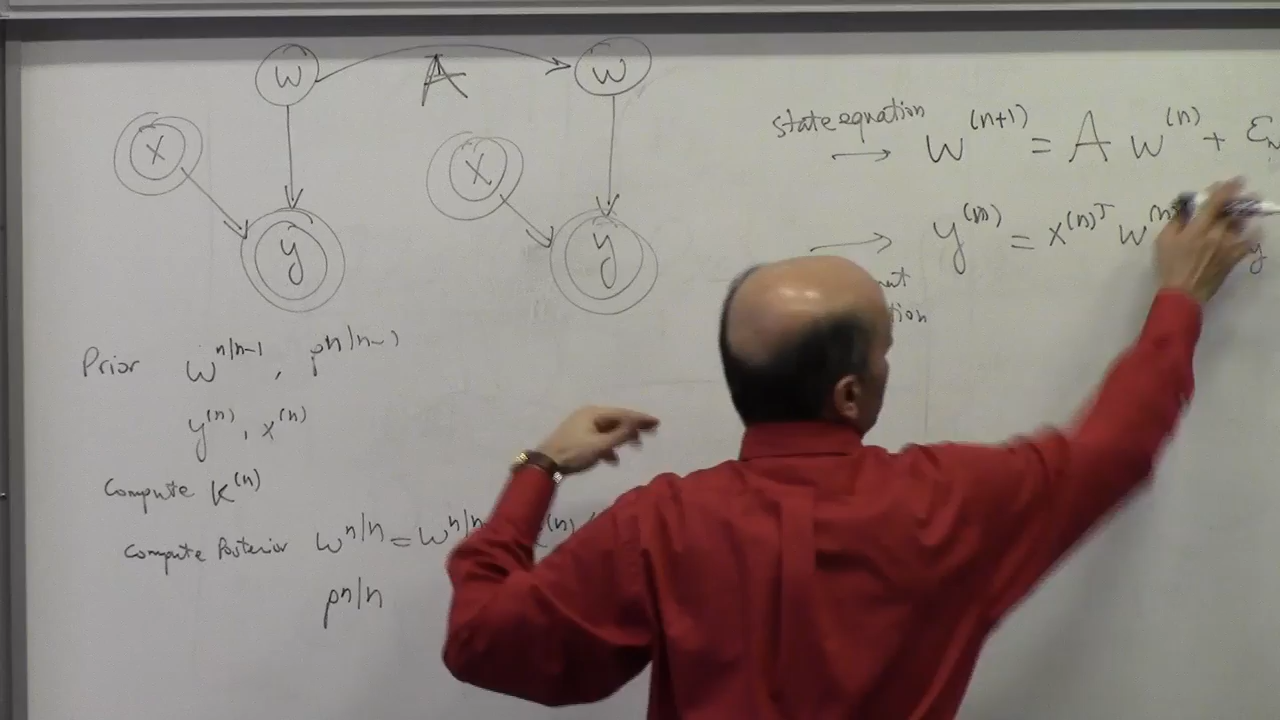 W A W
X X
y y
state equation → W^(n+1) = A W^(n) + ε
→ y^(n) = x^(n)T W
Prior W^n|n-1, P^n|n-1
y^(n), x^(n)
Compute K^(n)
Compute Posterior W^n|n = W^n|n
P^n|n